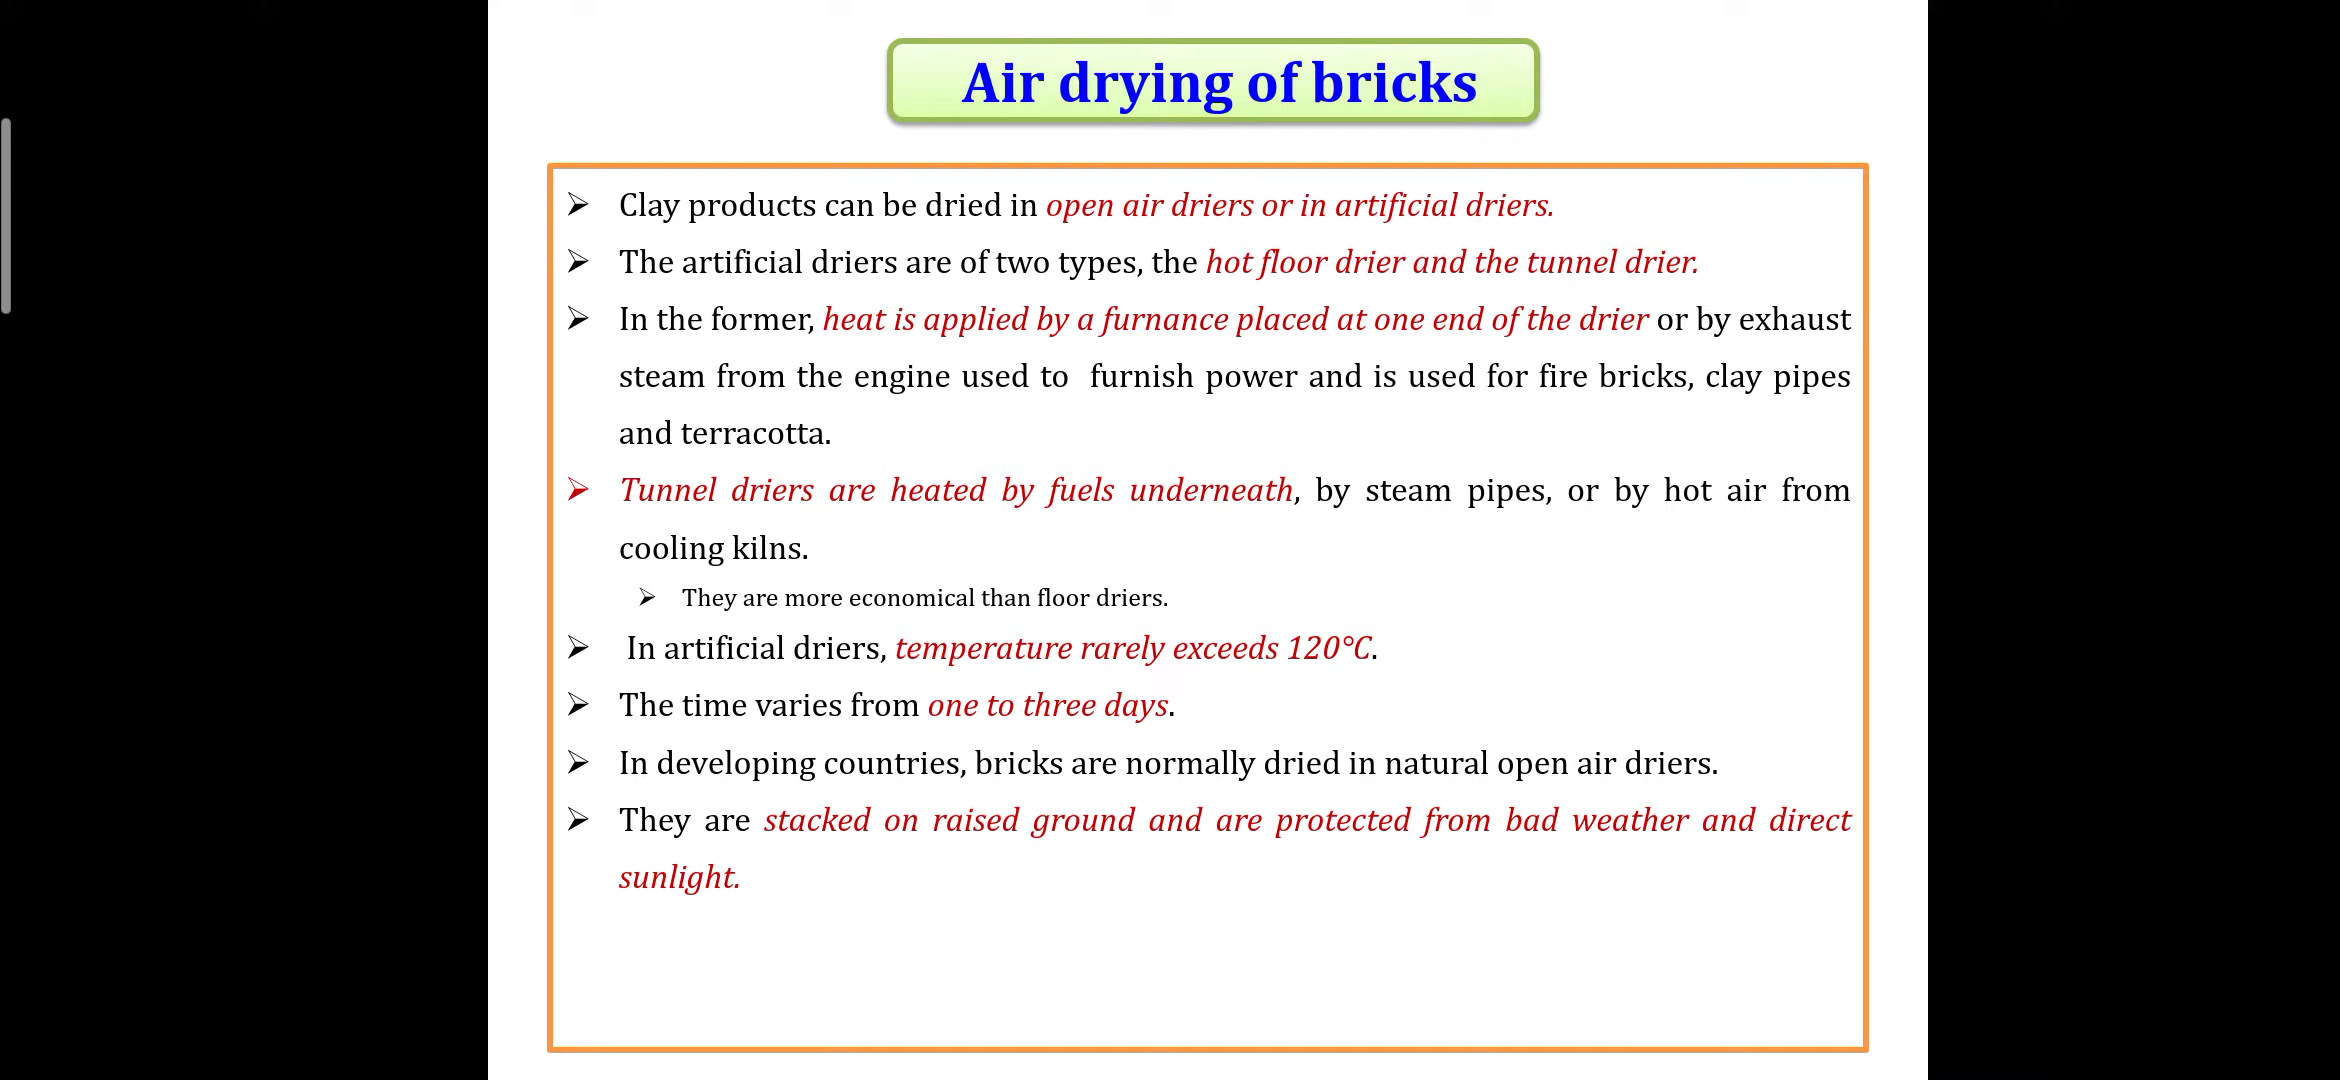 Air drying of bricks
Clay products can be dried in open air driers or in artificial driers.
The artificial driers are of two types, the hot floor drier and the tunnel drier.
In the former, heat is applied by a furnance placed at one end of the drier or by exhaust
steam from the engine used to furnish power and is used for fire bricks, clay pipes
and terracotta.
Tunnel driers are heated by fuels underneath, by steam pipes, or by hot air from
cooling kilns.
They are more economical than floor driers.
In artificial driers, temperature rarely exceeds 120°C.
The time varies from one to three days.
In developing countries, bricks are normally dried in natural open air driers.
They are stacked on raised ground and are protected from bad weather and direct
sunlight.